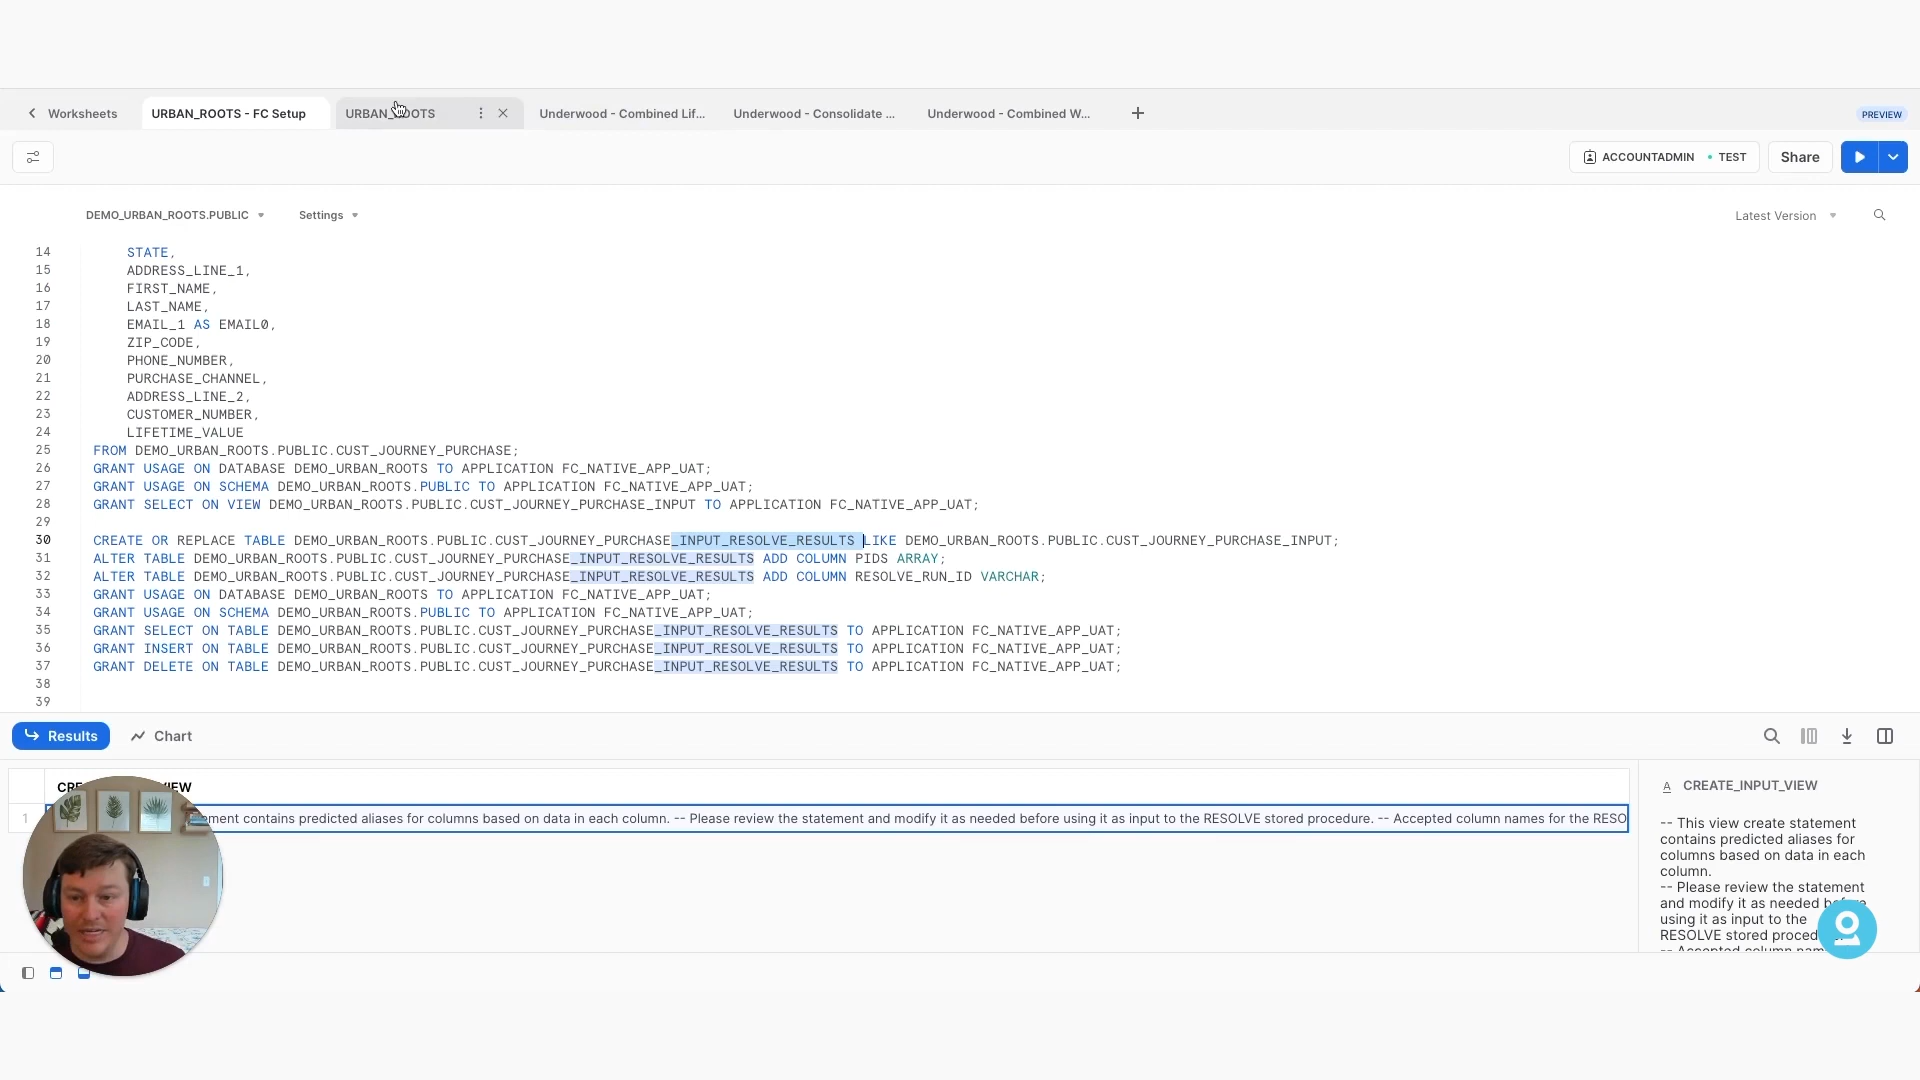 Worksheets URBAN_ROOTS - FC Setup URBAN_ROOTS Underwood - Combined Lif... Underwood - Consolidate ... Underwood - Combined W... PREVIEW
ACCOUNTADMIN • TEST Share
DEMO_URBAN_ROOTS.PUBLIC Settings Latest Version
14 STATE,
15 ADDRESS_LINE_1,
16 FIRST_NAME,
17 LAST_NAME,
18 EMAIL_1 AS EMAIL0,
19 ZIP_CODE,
20 PHONE_NUMBER,
21 PURCHASE_CHANNEL,
22 ADDRESS_LINE_2,
23 CUSTOMER_NUMBER,
24 LIFETIME_VALUE
25 FROM DEMO_URBAN_ROOTS.PUBLIC.CUST_JOURNEY_PURCHASE;
26 GRANT USAGE ON DATABASE DEMO_URBAN_ROOTS TO APPLICATION FC_NATIVE_APP_UAT;
27 GRANT USAGE ON SCHEMA DEMO_URBAN_ROOTS.PUBLIC TO APPLICATION FC_NATIVE_APP_UAT;
28 GRANT SELECT ON VIEW DEMO_URBAN_ROOTS.PUBLIC.CUST_JOURNEY_PURCHASE_INPUT TO APPLICATION FC_NATIVE_APP_UAT;
29
30 CREATE OR REPLACE TABLE DEMO_URBAN_ROOTS.PUBLIC.CUST_JOURNEY_PURCHASE_INPUT_RESOLVE_RESULTS LIKE DEMO_URBAN_ROOTS.PUBLIC.CUST_JOURNEY_PURCHASE_INPUT;
31 ALTER TABLE DEMO_URBAN_ROOTS.PUBLIC.CUST_JOURNEY_PURCHASE_INPUT_RESOLVE_RESULTS ADD COLUMN PIDS ARRAY;
32 ALTER TABLE DEMO_URBAN_ROOTS.PUBLIC.CUST_JOURNEY_PURCHASE_INPUT_RESOLVE_RESULTS ADD COLUMN RESOLVE_RUN_ID VARCHAR;
33 GRANT USAGE ON DATABASE DEMO_URBAN_ROOTS TO APPLICATION FC_NATIVE_APP_UAT;
34 GRANT USAGE ON SCHEMA DEMO_URBAN_ROOTS.PUBLIC TO APPLICATION FC_NATIVE_APP_UAT;
35 GRANT SELECT ON TABLE DEMO_URBAN_ROOTS.PUBLIC.CUST_JOURNEY_PURCHASE_INPUT_RESOLVE_RESULTS TO APPLICATION FC_NATIVE_APP_UAT;
36 GRANT INSERT ON TABLE DEMO_URBAN_ROOTS.PUBLIC.CUST_JOURNEY_PURCHASE_INPUT_RESOLVE_RESULTS TO APPLICATION FC_NATIVE_APP_UAT;
37 GRANT DELETE ON TABLE DEMO_URBAN_ROOTS.PUBLIC.CUST_JOURNEY_PURCHASE_INPUT_RESOLVE_RESULTS TO APPLICATION FC_NATIVE_APP_UAT;
38
39
Results Chart
1 contains predicted aliases for columns based on data in each column. -- Please review the statement and modify it as needed before using it as input to the RESOLVE stored procedure. -- Accepted column names for the RESO
A CREATE_INPUT_VIEW
-- This view create statement
contains predicted aliases for
columns based on data in each
column.
-- Please review the statement
and modify it as needed before
using it as input to the
RESOLVE stored